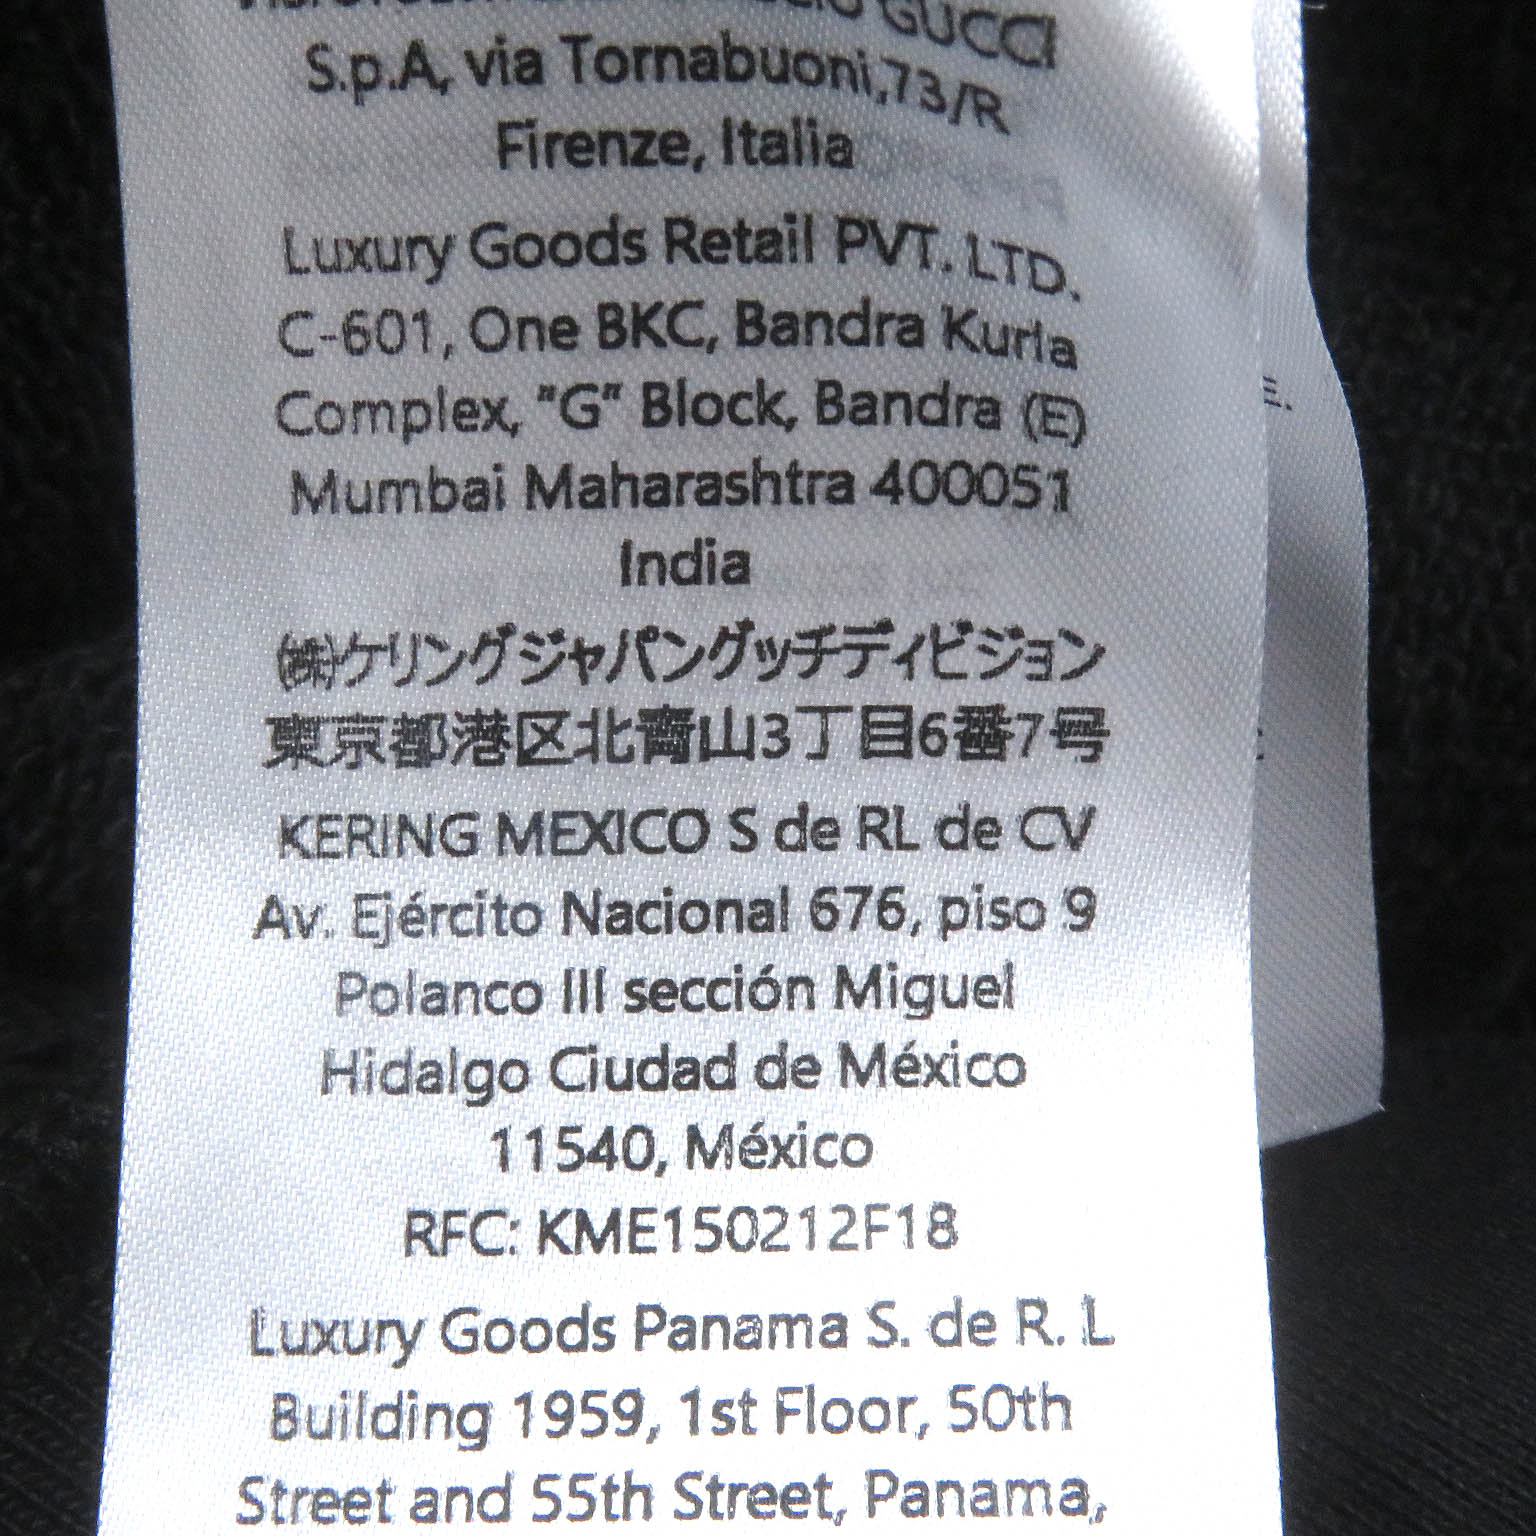 GUCCI
S.p.A, via Tornabuoni,73/R
Firenze, Italia
Luxury Goods Retail PVT. LTD.
C-601, One BKC, Bandra Kurla
Complex, "G" Block, Bandra (E)
Mumbai Maharashtra 400051
India
㈱ケリングジャパングッチディビジョン
東京都港区北青山3丁目6番7号
KERING MEXICO S de RL de CV
Av. Ejército Nacional 676, piso 9
Polanco III sección Miguel
Hidalgo Ciudad de México
11540, México
RFC: KME150212F18
Luxury Goods Panama S. de R. L
Building 1959, 1st Floor, 50th
Street and 55th Street, Panama,